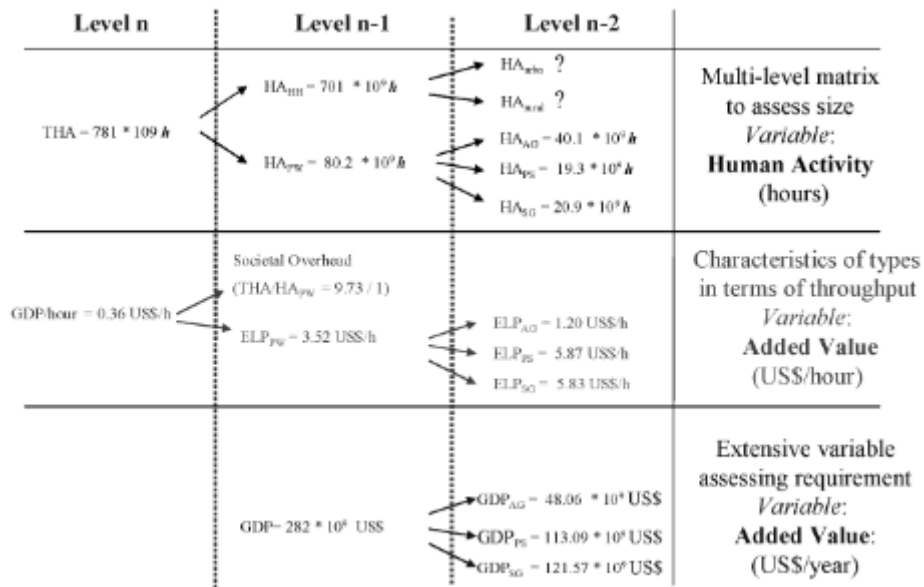 Level n Level n-1 Level n-2
HA ?
HA_HH = 701 * 10⁹ h
HA_rural ?
THA = 781 * 109 h
HA_AG = 40.1 * 10⁹ h
HA_PW = 80.2 * 10⁹ h
HA_PS = 19.3 * 10⁹ h
HA_SG = 20.9 * 10⁹ h
Multi-level matrix
to assess size
Variable:
Human Activity
(hours)
Societal Overhead
(THA/HA_PW = 9.73 / 1)
GDP/hour = 0.36 US$/h
ELP_PW = 3.52 US$/h
ELP_AG = 1.20 US$/h
ELP_PS = 5.87 US$/h
ELP_SG = 5.83 US$/h
Characteristics of types
in terms of throughput
Variable:
Added Value
(US$/hour)
GDP= 282 * 10⁹ US$
GDP_AG = 48.06 * 10⁹ US$
GDP_PS = 113.09 * 10⁹ US$
GDP_SG = 121.57 * 10⁹ US$
Extensive variable
assessing requirement
Variable:
Added Value:
(US$/year)